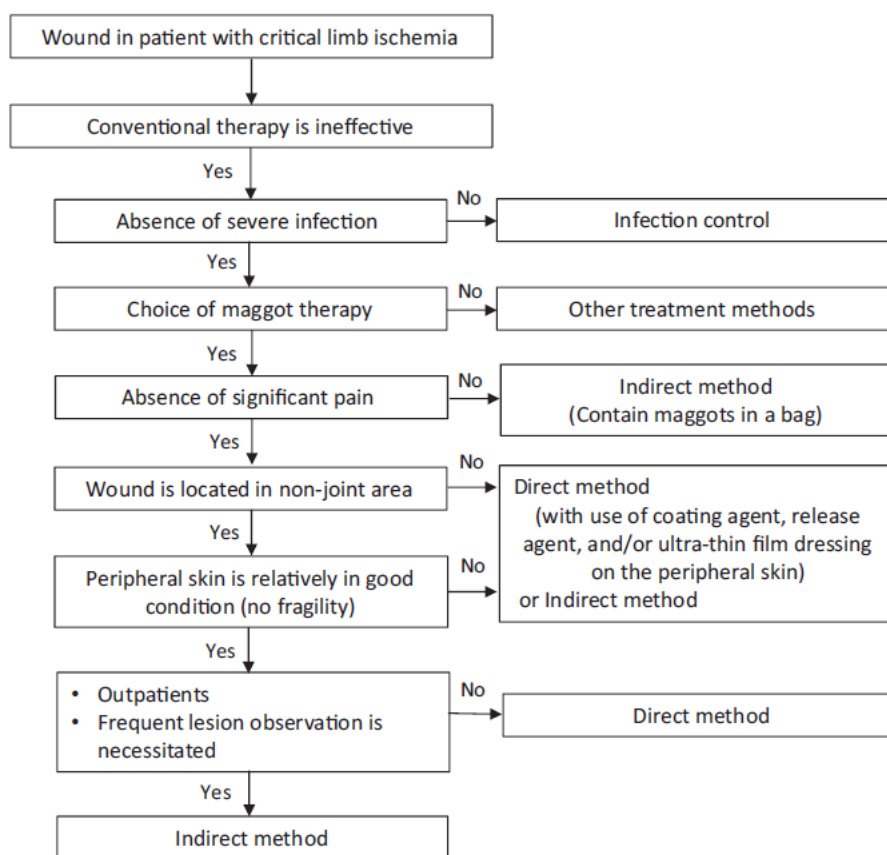 Wound in patient with critical limb ischemia
Conventional therapy is ineffective
Yes
No
Absence of severe infection
Infection control
Yes
No
Choice of maggot therapy
Other treatment methods
Yes
No
Absence of significant pain
Indirect method
(Contain maggots in a bag)
Yes
No
Wound is located in non-joint area
Direct method
(with use of coating agent, release
agent, and/or ultra-thin film dressing
on the peripheral skin)
or Indirect method
Yes
No
Peripheral skin is relatively in good
condition (no fragility)
Yes
• Outpatients
• Frequent lesion observation is
necessitated
No
Direct method
Yes
Indirect method